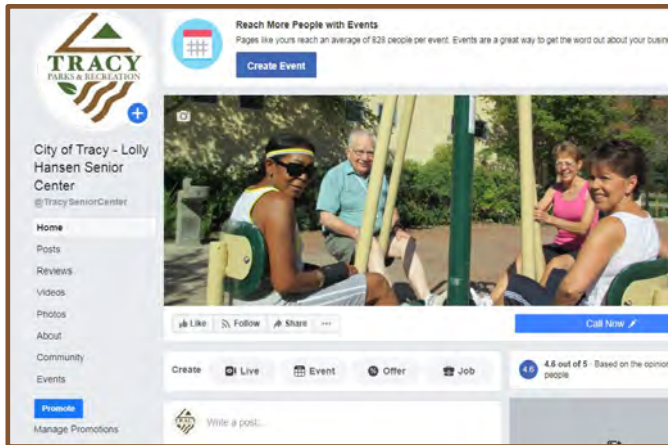 TRACY
PARKS & RECREATION
City of Tracy - Lolly
Hansen Senior
Center
@TracySeniorCenter
Home
Posts
Reviews
Videos
Photos
About
Community
Events
Promote
Manage Promotions
Reach More People with Events
Pages like yours reach an average of 828 people per event. Events are a great way to get the word out about your busin
Create Event
Like
Follow
Share
Call Now
Create
Live
Event
Offer
Job
4.6
4.6 out of 5 · Based on the opinion
people
TRACY
Write a post...